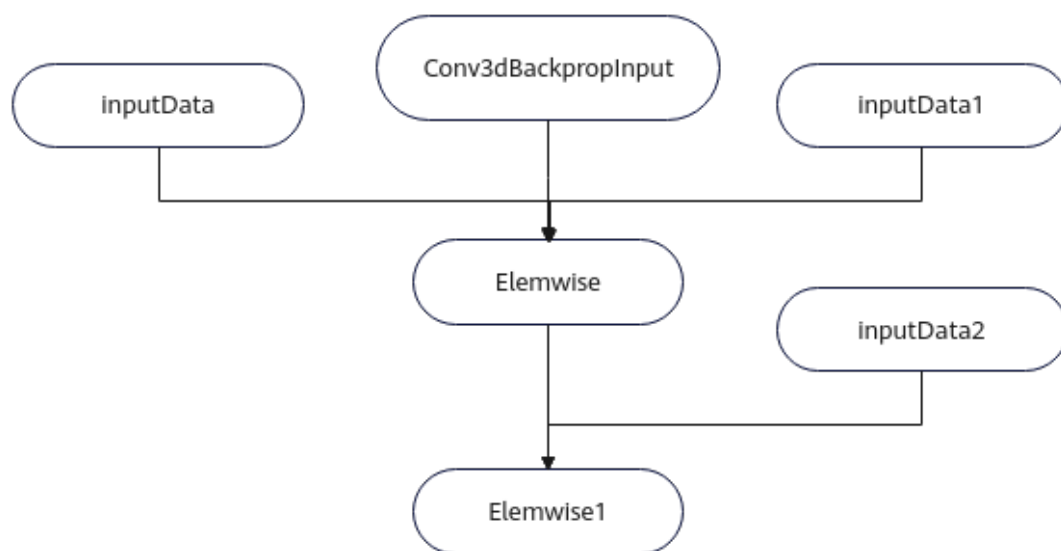 Conv3dBackpropInput
inputData
inputData1
Elemwise
inputData2
Elemwise1